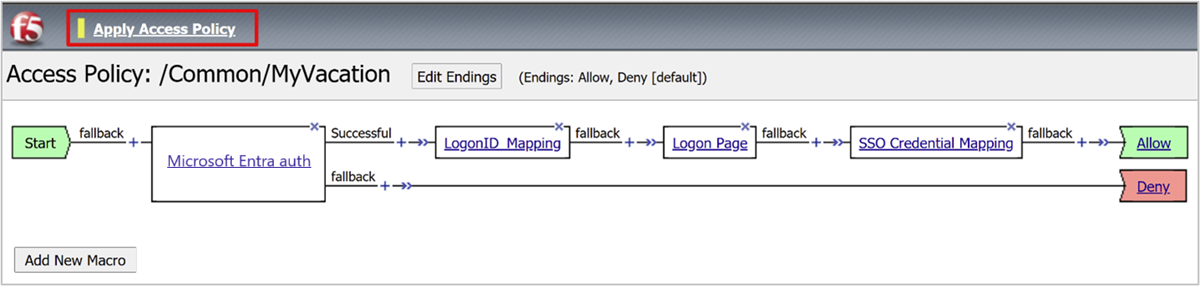 f5
Apply Access Policy
Access Policy: /Common/MyVacation Edit Endings (Endings: Allow, Deny [default])
Start fallback + Microsoft Entra auth Successful + LogonID_Mapping fallback + Logon Page fallback + SSO Credential Mapping fallback + Allow
fallback + Deny
Add New Macro